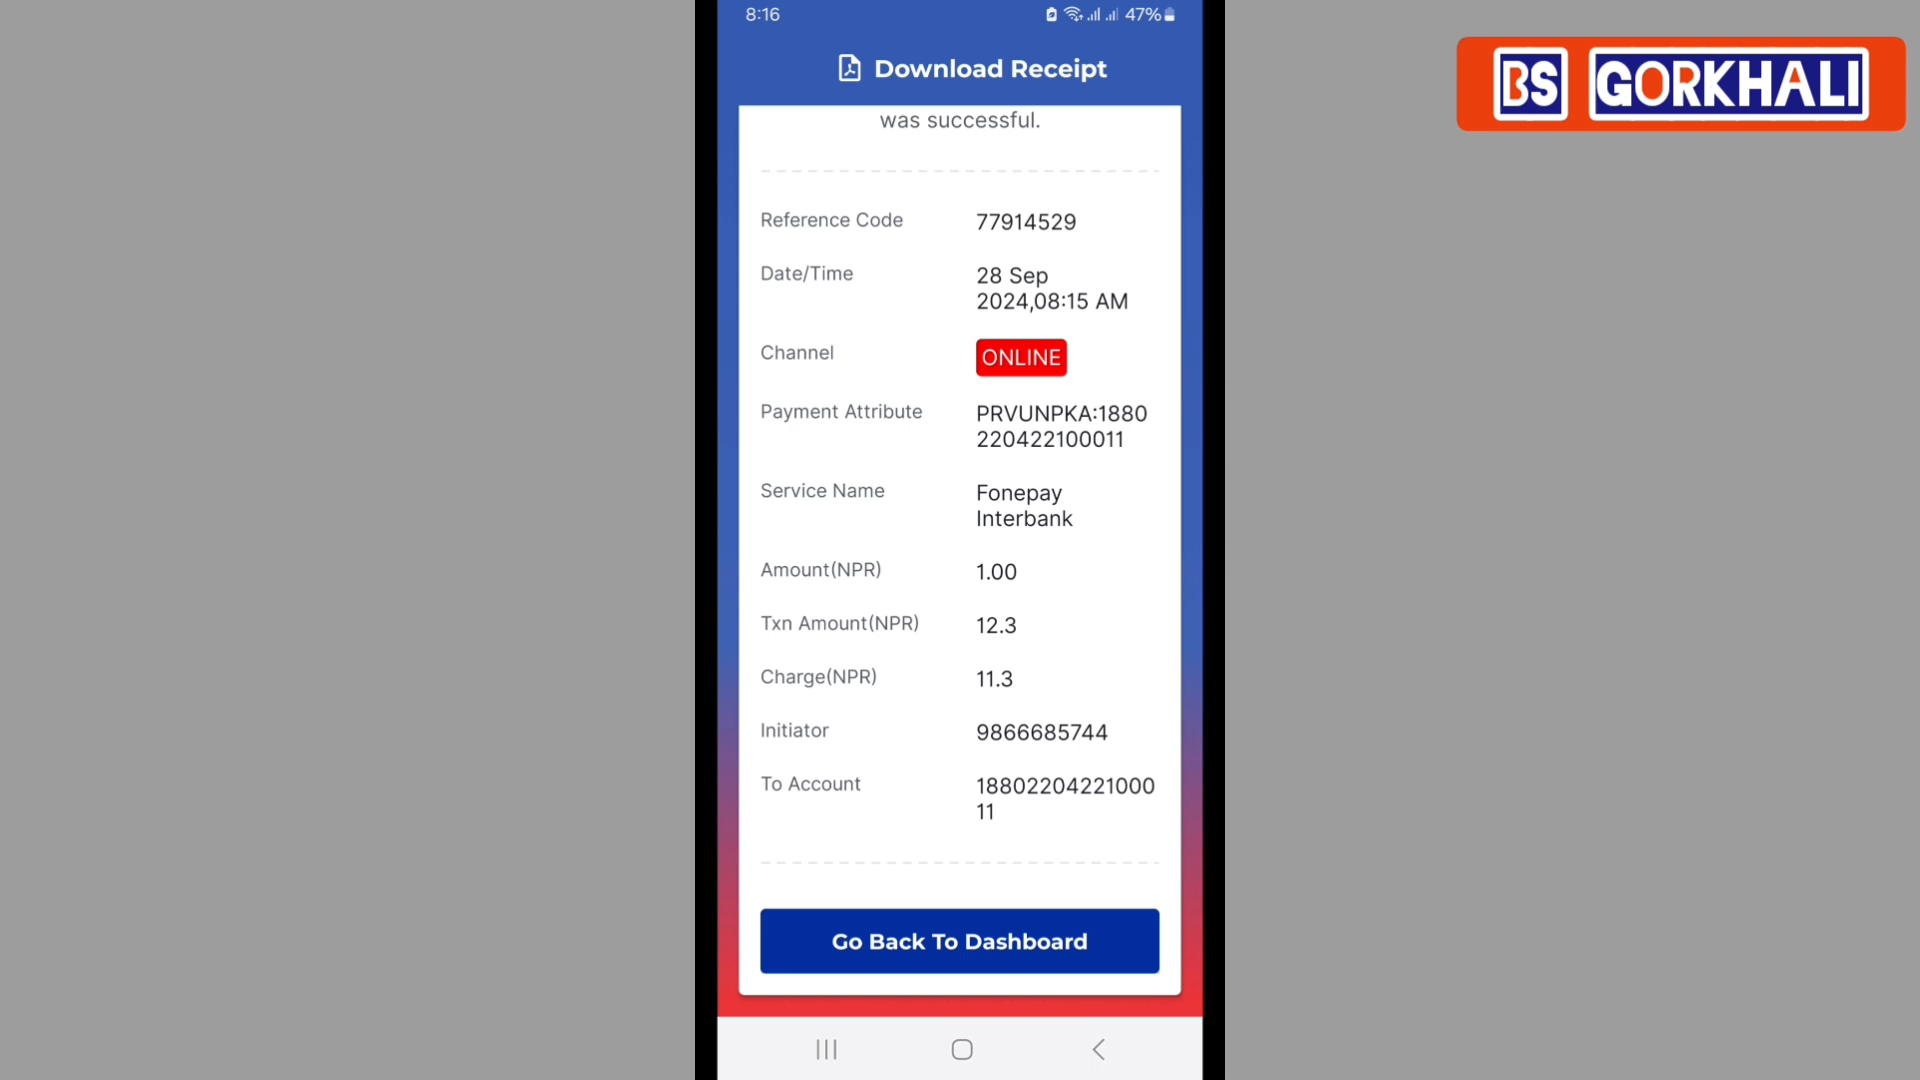 8:16
47%
Download Receipt
BS GORKHALI
was successful.
Reference Code 77914529
Date/Time 28 Sep
2024,08:15 AM
Channel ONLINE
Payment Attribute PRVUNPKA:1880
220422100011
Service Name Fonepay
Interbank
Amount(NPR) 1.00
Txn Amount(NPR) 12.3
Charge(NPR) 11.3
Initiator 9866685744
To Account 18802204221000
11
Go Back To Dashboard